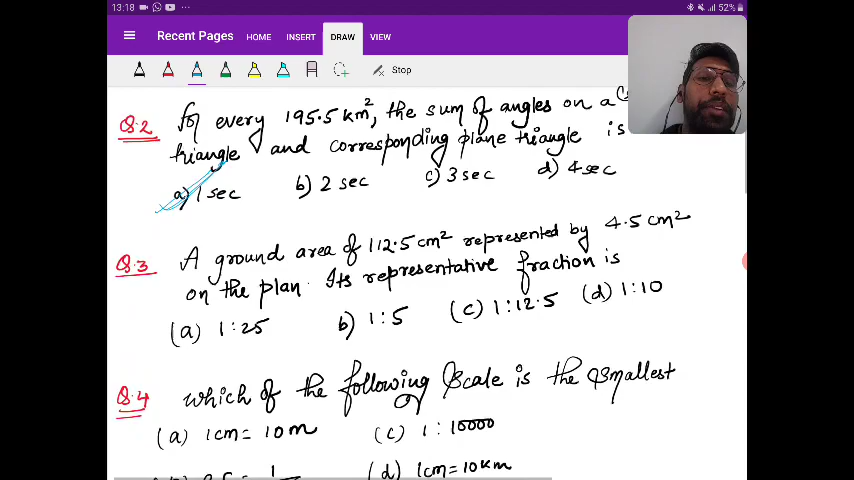 13:18
52%
Recent Pages HOME INSERT DRAW VIEW
Stop
Q.2 For every 195.5 km², the sum of angles on a
triangle and corresponding plane triangle is
a) 1 sec b) 2 sec c) 3 sec d) 4 sec
Q.3 A ground area of 112.5 cm² represented by 4.5 cm²
on the plan. Its representative fraction is
(a) 1:25 b) 1:5 (c) 1:12.5 (d) 1:10
Q.4 which of the following Scale is the smallest
(a) 1cm = 10m (c) 1 : 10000
(d) 1cm = 10 km